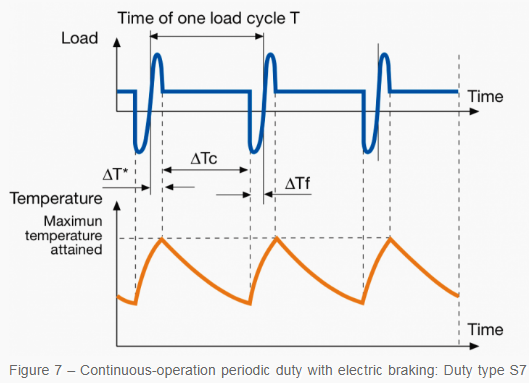 Time of one load cycle T
Load
Time
ΔTc
ΔT*
ΔTf
Temperature
Maximun
temperature
attained
Time
Figure 7 – Continuous-operation periodic duty with electric braking: Duty type S7